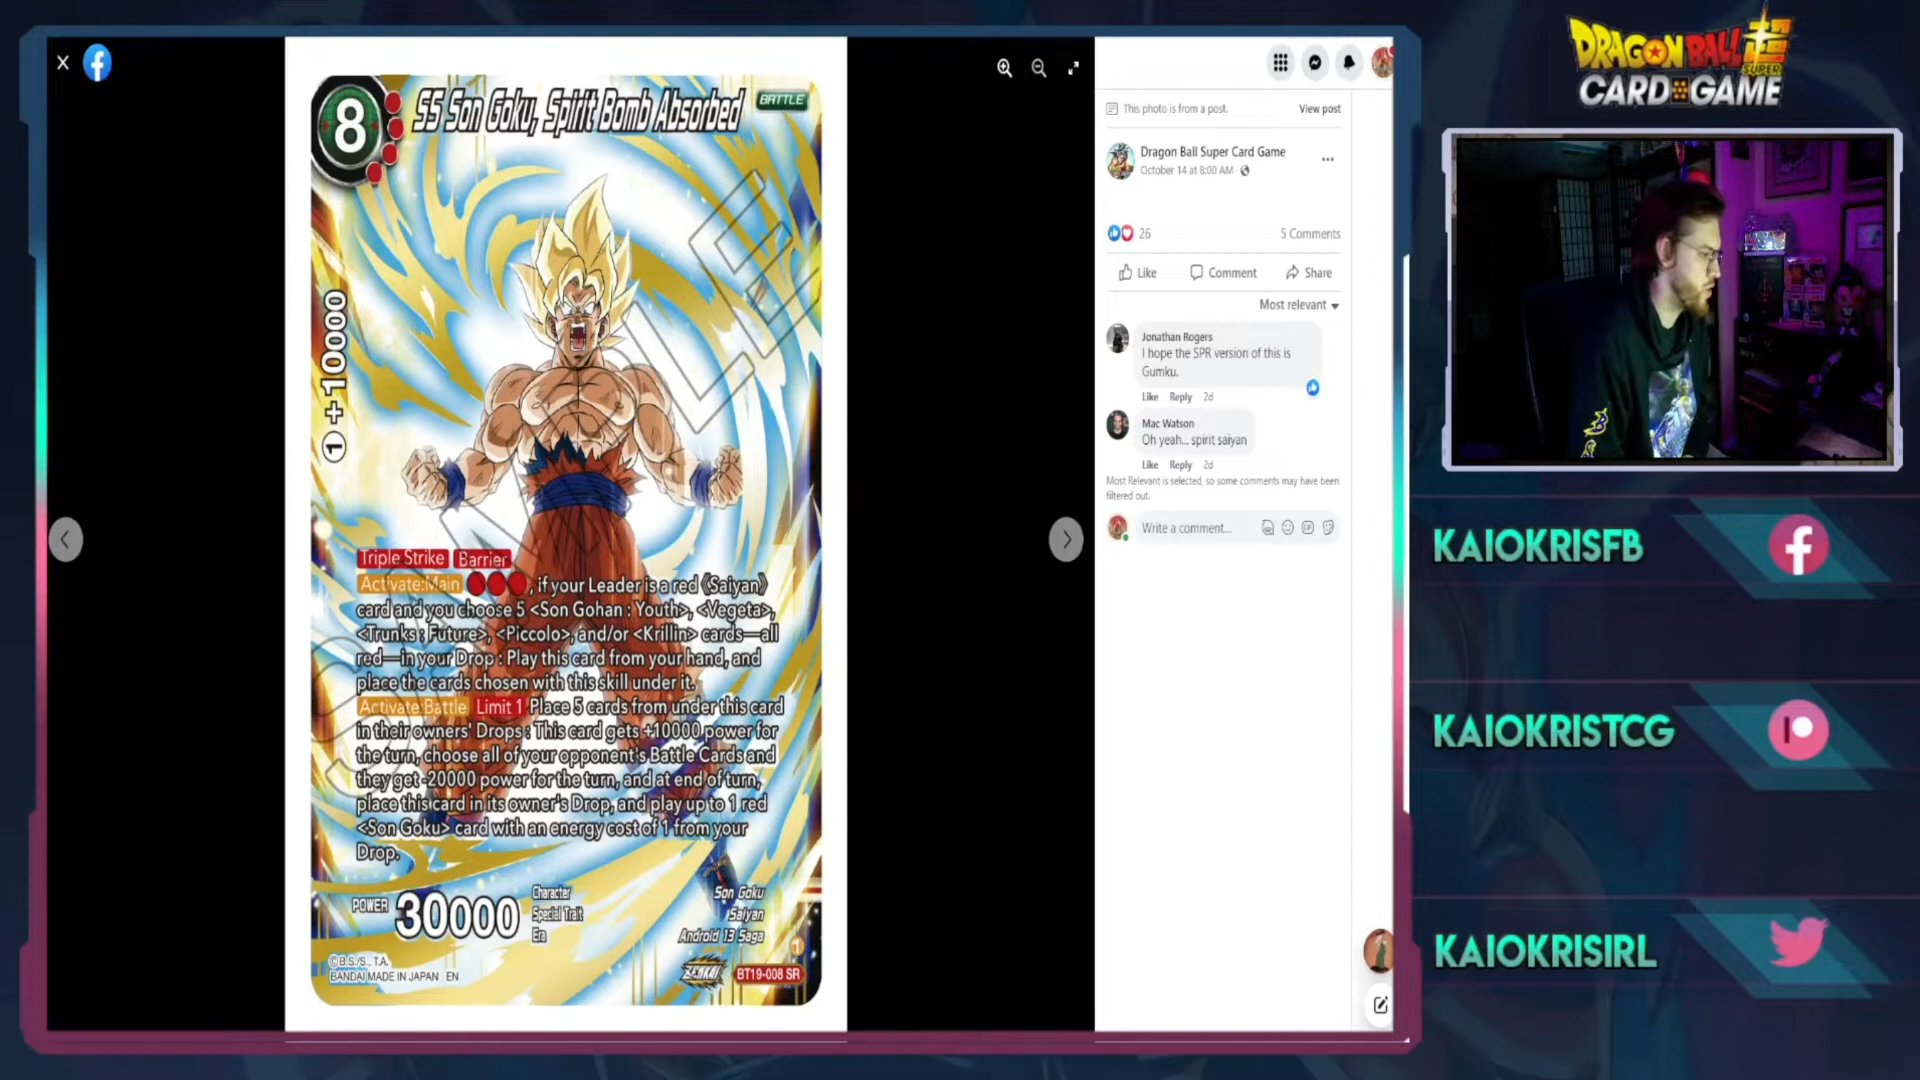 8
SS Son Goku, Spirit Bomb Absorbed
BATTLE
1 +10000
SAMPLE
Triple Strike Barrier
Activate:Main , if your Leader is a red 《Saiyan》
card and you choose 5 <Son Gohan : Youth>, <Vegeta>,
<Trunks : Future>, <Piccolo>, and/or <Krillin> cards—all
red—in your Drop : Play this card from your hand, and
place the cards chosen with this skill under it.
Activate:Battle Limit 1 Place 5 cards from under this card
in their owners' Drops : This card gets +10000 power for
the turn, choose all of your opponent's Battle Cards and
they get -20000 power for the turn, and at end of turn,
place this card in its owner's Drop, and play up to 1 red
<Son Goku> card with an energy cost of 1 from your
Drop.
POWER 30000
Character Son Goku
Special Trait Saiyan
Era Android 13 Saga
©B.S./S., T.A.
BANDAI MADE IN JAPAN EN
ZENKAI
BT19-008 SR
This photo is from a post. View post
Dragon Ball Super Card Game
October 14 at 8:00 AM ·
26 5 Comments
Like Comment Share
Most relevant
Jonathan Rogers
I hope the SPR version of this is
Gumku.
Like Reply 2d
Mac Watson
Oh yeah... spirit saiyan
Like Reply 2d
Most Relevant is selected, so some comments may have been
filtered out.
Write a comment...
DRAGON BALL 超
SUPER
CARD GAME
KAIOKRISFB
KAIOKRISTCG
KAIOKRISIRL